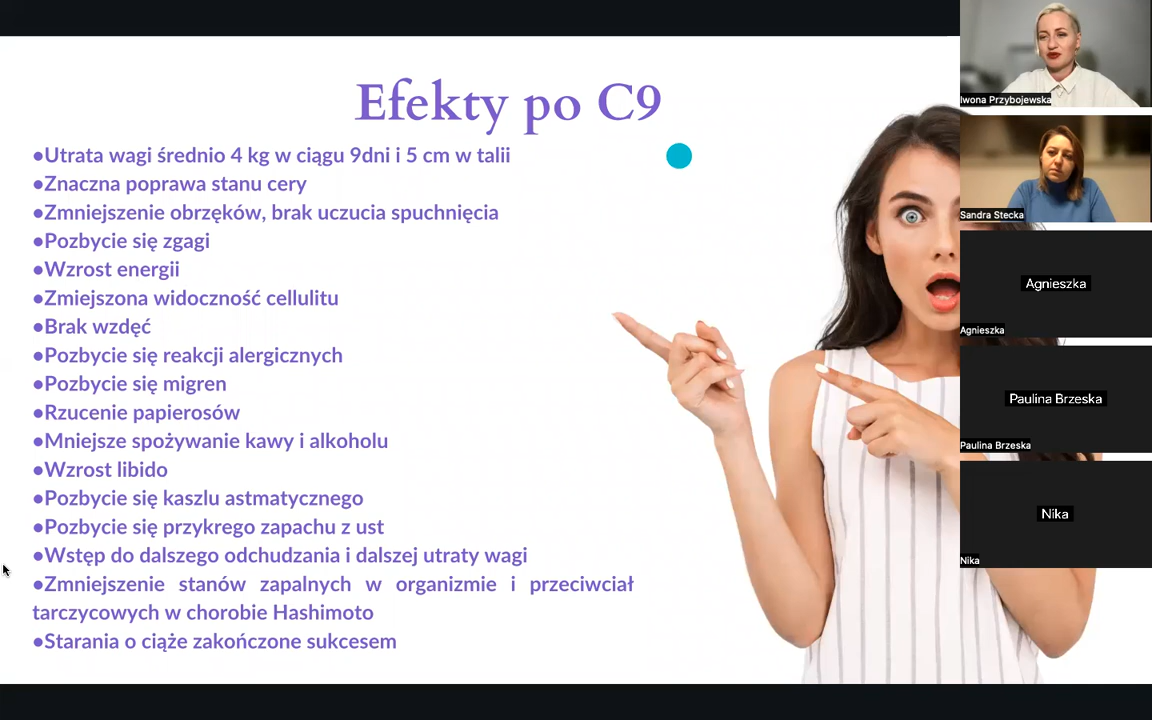 Efekty po C9
●Utrata wagi średnio 4 kg w ciągu 9dni i 5 cm w talii
●Znaczna poprawa stanu cery
●Zmniejszenie obrzęków, brak uczucia spuchnięcia
●Pozbycie się zgagi
●Wzrost energii
●Zmiejszona widoczność cellulitu
●Brak wzdęć
●Pozbycie się reakcji alergicznych
●Pozbycie się migren
●Rzucenie papierosów
●Mniejsze spożywanie kawy i alkoholu
●Wzrost libido
●Pozbycie się kaszlu astmatycznego
●Pozbycie się przykrego zapachu z ust
●Wstęp do dalszego odchudzania i dalszej utraty wagi
●Zmniejszenie stanów zapalnych w organizmie i przeciwciał
tarczycowych w chorobie Hashimoto
●Starania o ciąże zakończone sukcesem
Iwona Przybojewska
Sandra Stecka
Agnieszka
Agnieszka
Paulina Brzeska
Paulina Brzeska
Nika
Nika